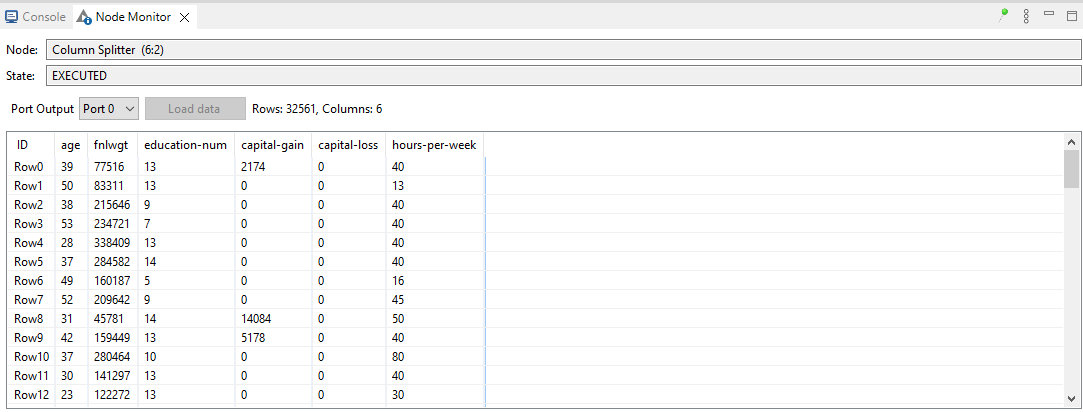 Console Node Monitor
Node: Column Splitter (6:2)
State: EXECUTED
Port Output Port 0 Load data Rows: 32561, Columns: 6
ID age fnlwgt education-num capital-gain capital-loss hours-per-week
Row0 39 77516 13 2174 0 40
Row1 50 83311 13 0 0 13
Row2 38 215646 9 0 0 40
Row3 53 234721 7 0 0 40
Row4 28 338409 13 0 0 40
Row5 37 284582 14 0 0 40
Row6 49 160187 5 0 0 16
Row7 52 209642 9 0 0 45
Row8 31 45781 14 14084 0 50
Row9 42 159449 13 5178 0 40
Row10 37 280464 10 0 0 80
Row11 30 141297 13 0 0 40
Row12 23 122272 13 0 0 30